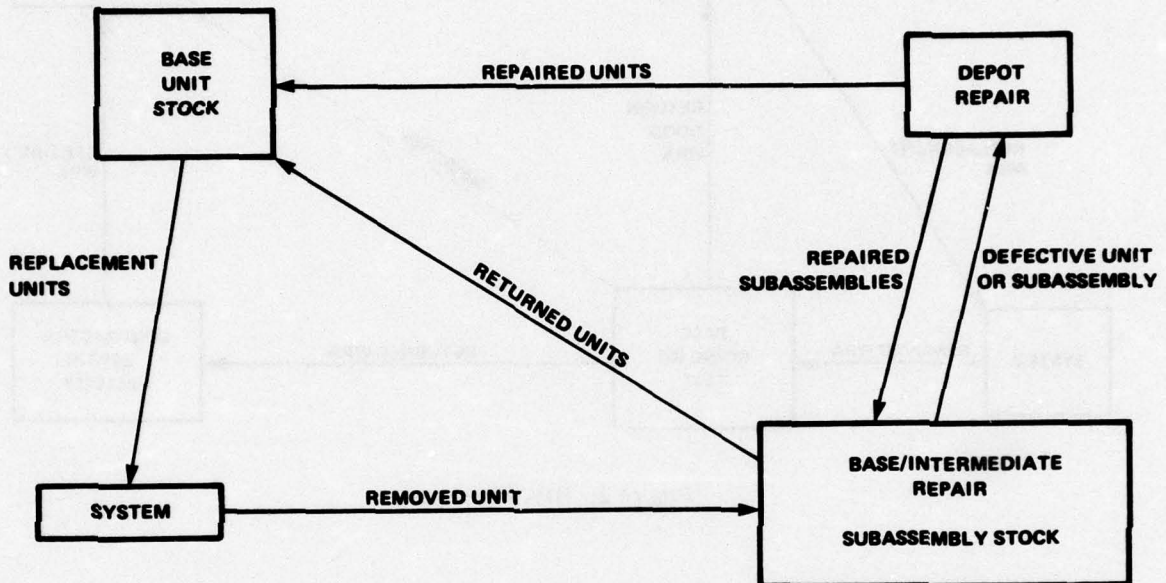 BASE
UNIT
STOCK
REPAIRED UNITS
DEPOT
REPAIR
REPLACEMENT
UNITS
RETURNED UNITS
REPAIRED
SUBASSEMBLIES
DEFECTIVE UNIT
OR SUBASSEMBLY
SYSTEM
REMOVED UNIT
BASE/INTERMEDIATE
REPAIR
SUBASSEMBLY STOCK